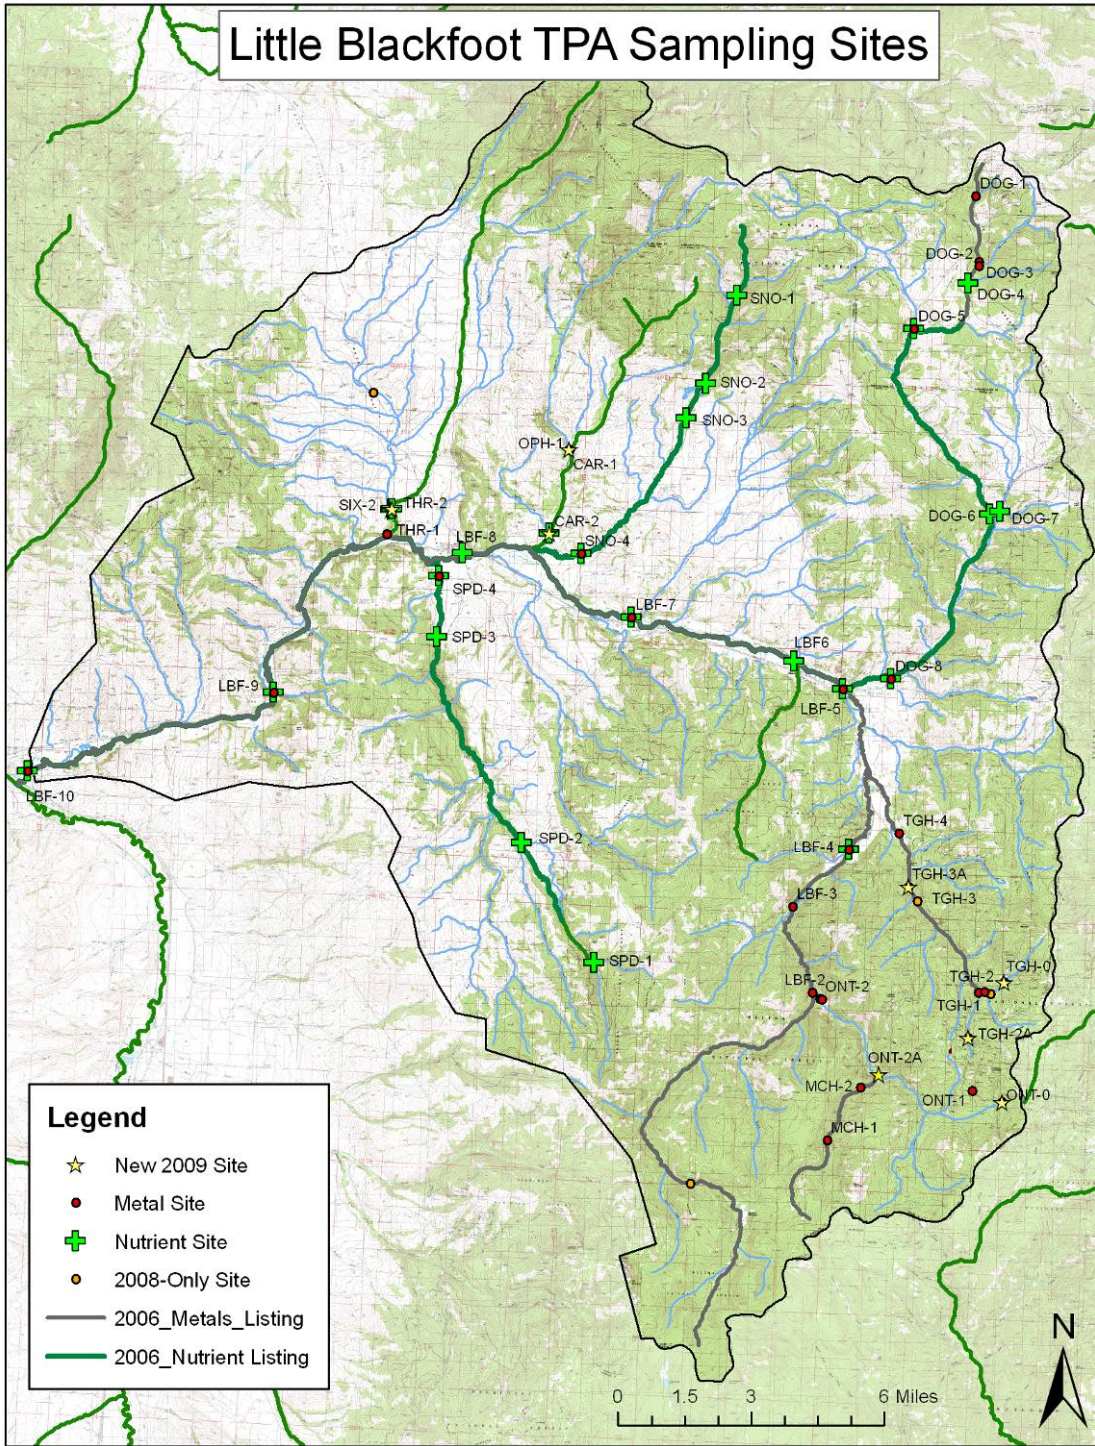 Little Blackfoot TPA Sampling Sites
DOG-1
DOG-2
DOG-3
DOG-4
DOG-5
SNO-1
SNO-2
SNO-3
OPH-1
CAR-1
SIX-2
THR-2
THR-1
LBF-8
CAR-2
SNO-4
DOG-6
DOG-7
SPD-4
SPD-3
LBF-7
LBF6
DOG-8
LBF-5
LBF-9
LBF-10
SPD-2
LBF-4
TGH-4
TGH-3A
TGH-3
LBF-3
SPD-1
LBF-2
ONT-2
TGH-2
TGH-0
TGH-1
TGH-2A
ONT-2A
MCH-2
ONT-1
ONT-0
MCH-1
Legend
New 2009 Site
Metal Site
Nutrient Site
2008-Only Site
2006_Metals_Listing
2006_Nutrient Listing
N
0 1.5 3 6 Miles